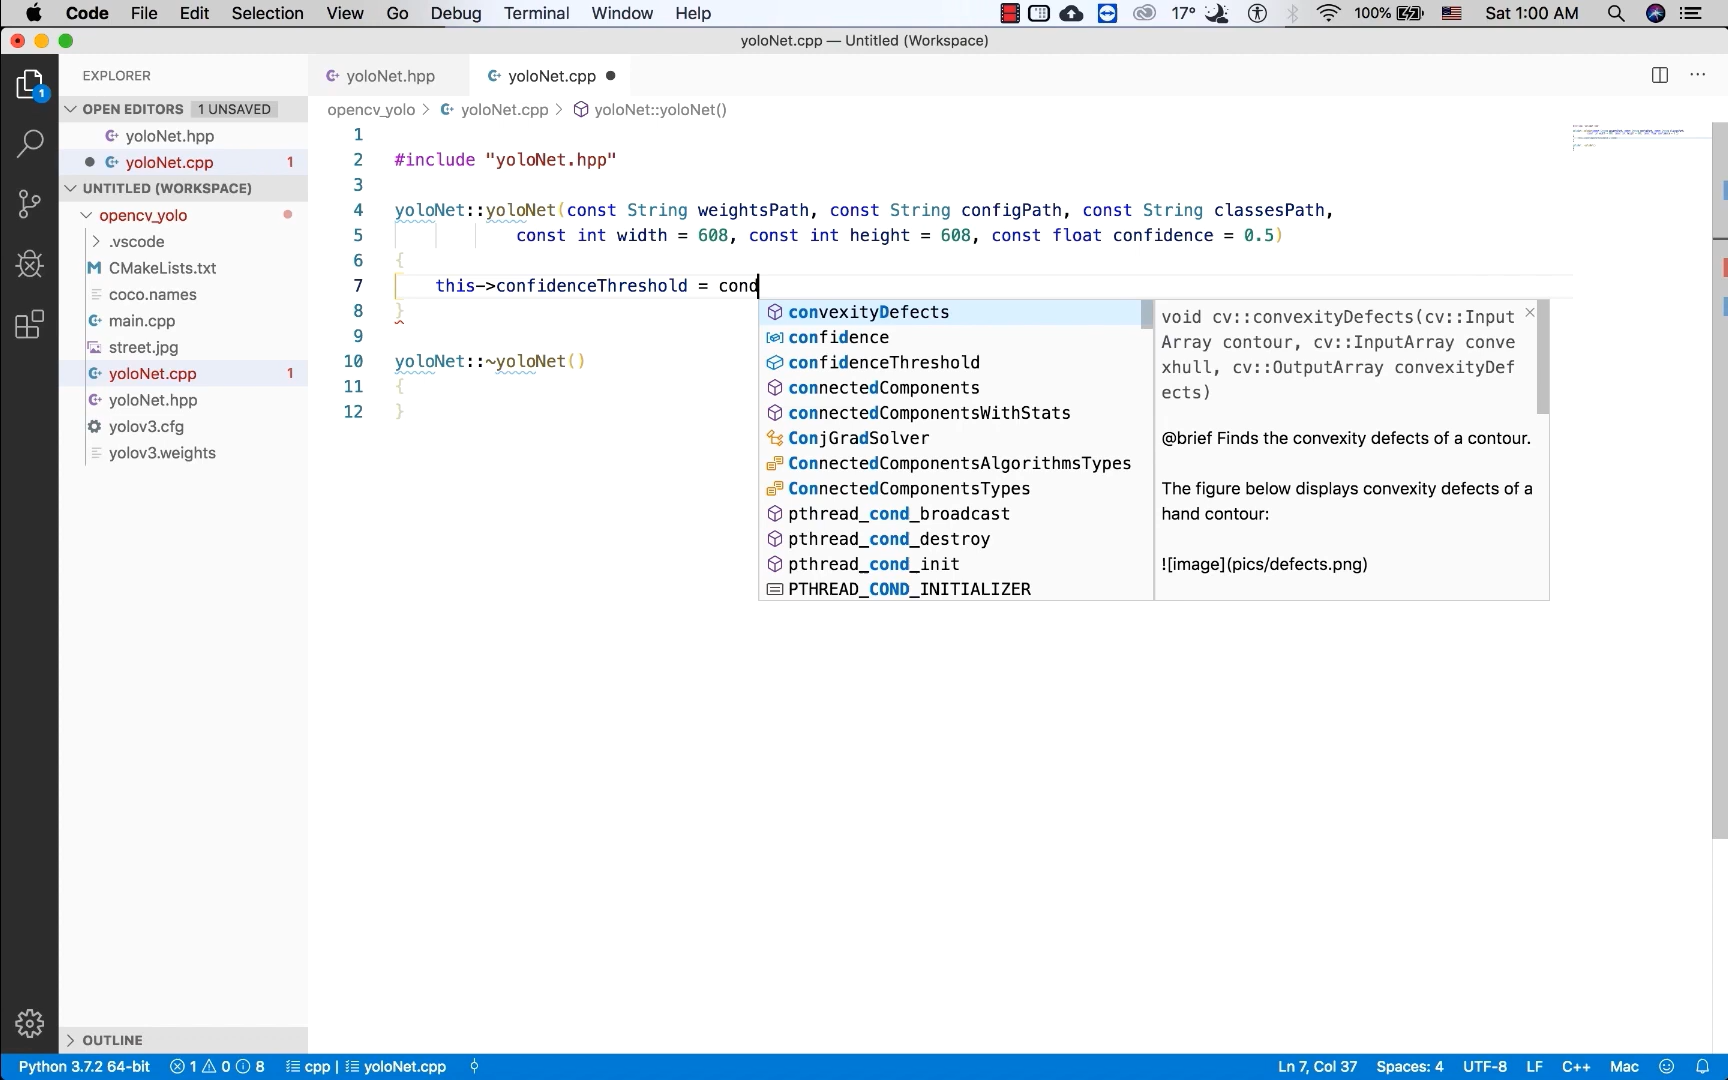 Code File Edit Selection View Go Debug Terminal Window Help 17° 100% Sat 1:00 AM
yoloNet.cpp — Untitled (Workspace)
EXPLORER
OPEN EDITORS 1 UNSAVED
yoloNet.hpp
yoloNet.cpp 1
UNTITLED (WORKSPACE)
opencv_yolo
.vscode
CMakeLists.txt
coco.names
main.cpp
street.jpg
yoloNet.cpp 1
yoloNet.hpp
yolov3.cfg
yolov3.weights
OUTLINE
1
yoloNet.hpp yoloNet.cpp
opencv_yolo > yoloNet.cpp > yoloNet::yoloNet()
1
2 #include "yoloNet.hpp"
3
4 yoloNet::yoloNet(const String weightsPath, const String configPath, const String classesPath,
5 const int width = 608, const int height = 608, const float confidence = 0.5)
6 {
7 this->confidenceThreshold = cond
8 }
9
10 yoloNet::~yoloNet()
11 {
12 }
convexityDefects
confidence
confidenceThreshold
connectedComponents
connectedComponentsWithStats
ConjGradSolver
ConnectedComponentsAlgorithmsTypes
ConnectedComponentsTypes
pthread_cond_broadcast
pthread_cond_destroy
pthread_cond_init
PTHREAD_COND_INITIALIZER
void cv::convexityDefects(cv::Input
Array contour, cv::InputArray conve
xhull, cv::OutputArray convexityDef
ects)
@brief Finds the convexity defects of a contour.
The figure below displays convexity defects of a
hand contour:
![image](pics/defects.png)
Python 3.7.2 64-bit 1 0 8 cpp | yoloNet.cpp Ln 7, Col 37 Spaces: 4 UTF-8 LF C++ Mac